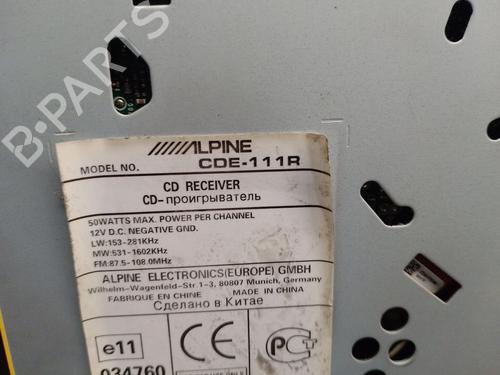 B-PARTS
ALPINE
MODEL NO. CDE-111R
CD RECEIVER
CD-проигрыватель
50WATTS MAX. POWER PER CHANNEL
12V D.C. NEGATIVE GND.
LW:153-281KHz
MW:531-1602KHz
FM:87.5-108.0MHz
ALPINE ELECTRONICS(EUROPE) GMBH
Wilhelm-Wagenfeld-Str.1-3, 80807 Munich, Germany
FABRIQUE EN CHINE MADE IN CHINA
Сделано в Китае
e11
CE
034760